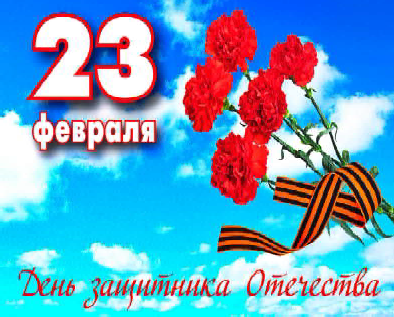 23
февраля
День защитника Отечества